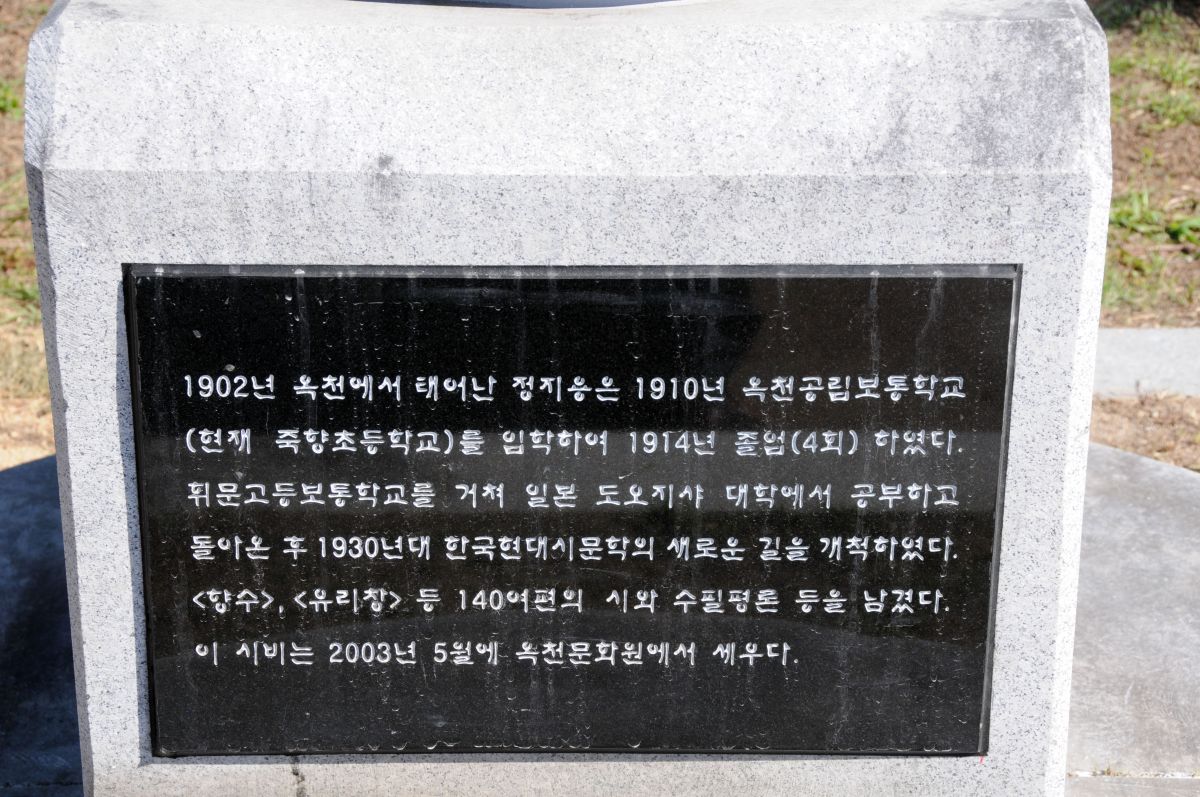 1902년 옥천에서 태어난 정지용은 1910년 옥천공립보통학교
(현재 죽향초등학교)를 입학하여 1914년 졸업(4회) 하였다.
휘문고등보통학교를 거쳐 일본 도오지샤 대학에서 공부하고
돌아온 후 1930년대 한국현대시문학의 새로운 길을 개척하였다.
<향수>, <유리창> 등 140여편의 시와 수필평론 등을 남겼다.
이 시비는 2003년 5월에 옥천문화원에서 세우다.